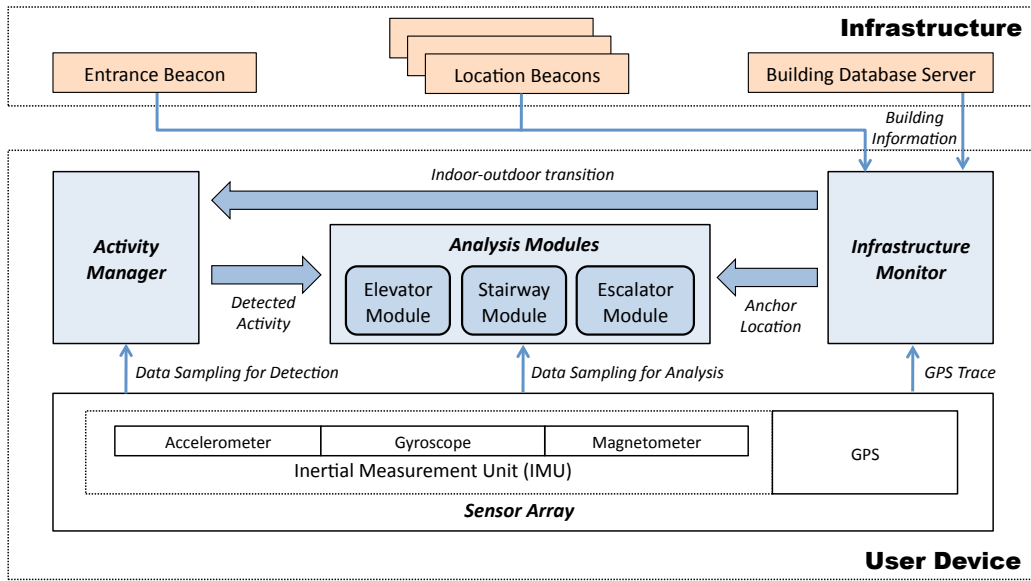 Infrastructure
Entrance Beacon
Location Beacons
Building Database Server
Building
Information
Indoor-outdoor transition
Activity
Manager
Analysis Modules
Infrastructure
Monitor
Elevator
Module
Stairway
Module
Escalator
Module
Detected
Activity
Anchor
Location
Data Sampling for Detection
Data Sampling for Analysis
GPS Trace
Accelerometer
Gyroscope
Magnetometer
GPS
Inertial Measurement Unit (IMU)
Sensor Array
User Device